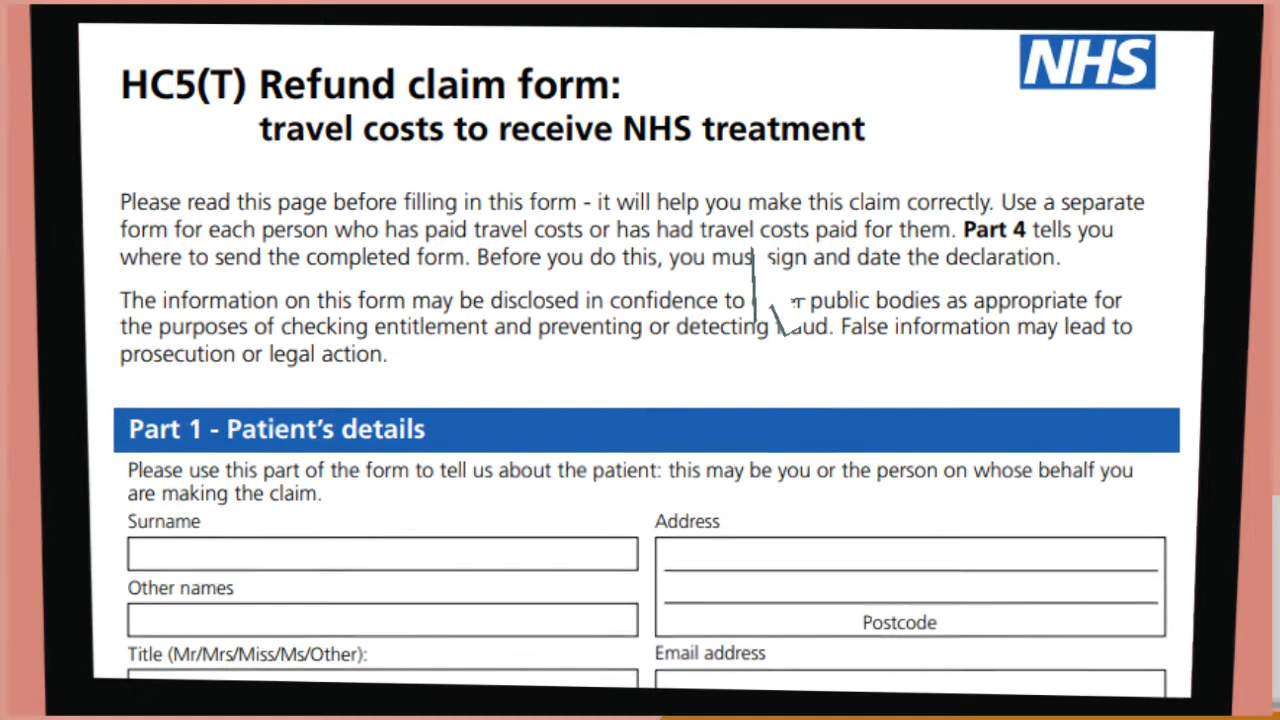 NHS
HC5(T) Refund claim form:
travel costs to receive NHS treatment
Please read this page before filling in this form - it will help you make this claim correctly. Use a separate
form for each person who has paid travel costs or has had travel costs paid for them. Part 4 tells you
where to send the completed form. Before you do this, you must sign and date the declaration.
The information on this form may be disclosed in confidence to public bodies as appropriate for
the purposes of checking entitlement and preventing or detecting fraud. False information may lead to
prosecution or legal action.
Part 1 - Patient's details
Please use this part of the form to tell us about the patient: this may be you or the person on whose behalf you
are making the claim.
Surname
Address
Other names
Postcode
Title (Mr/Mrs/Miss/Ms/Other):
Email address